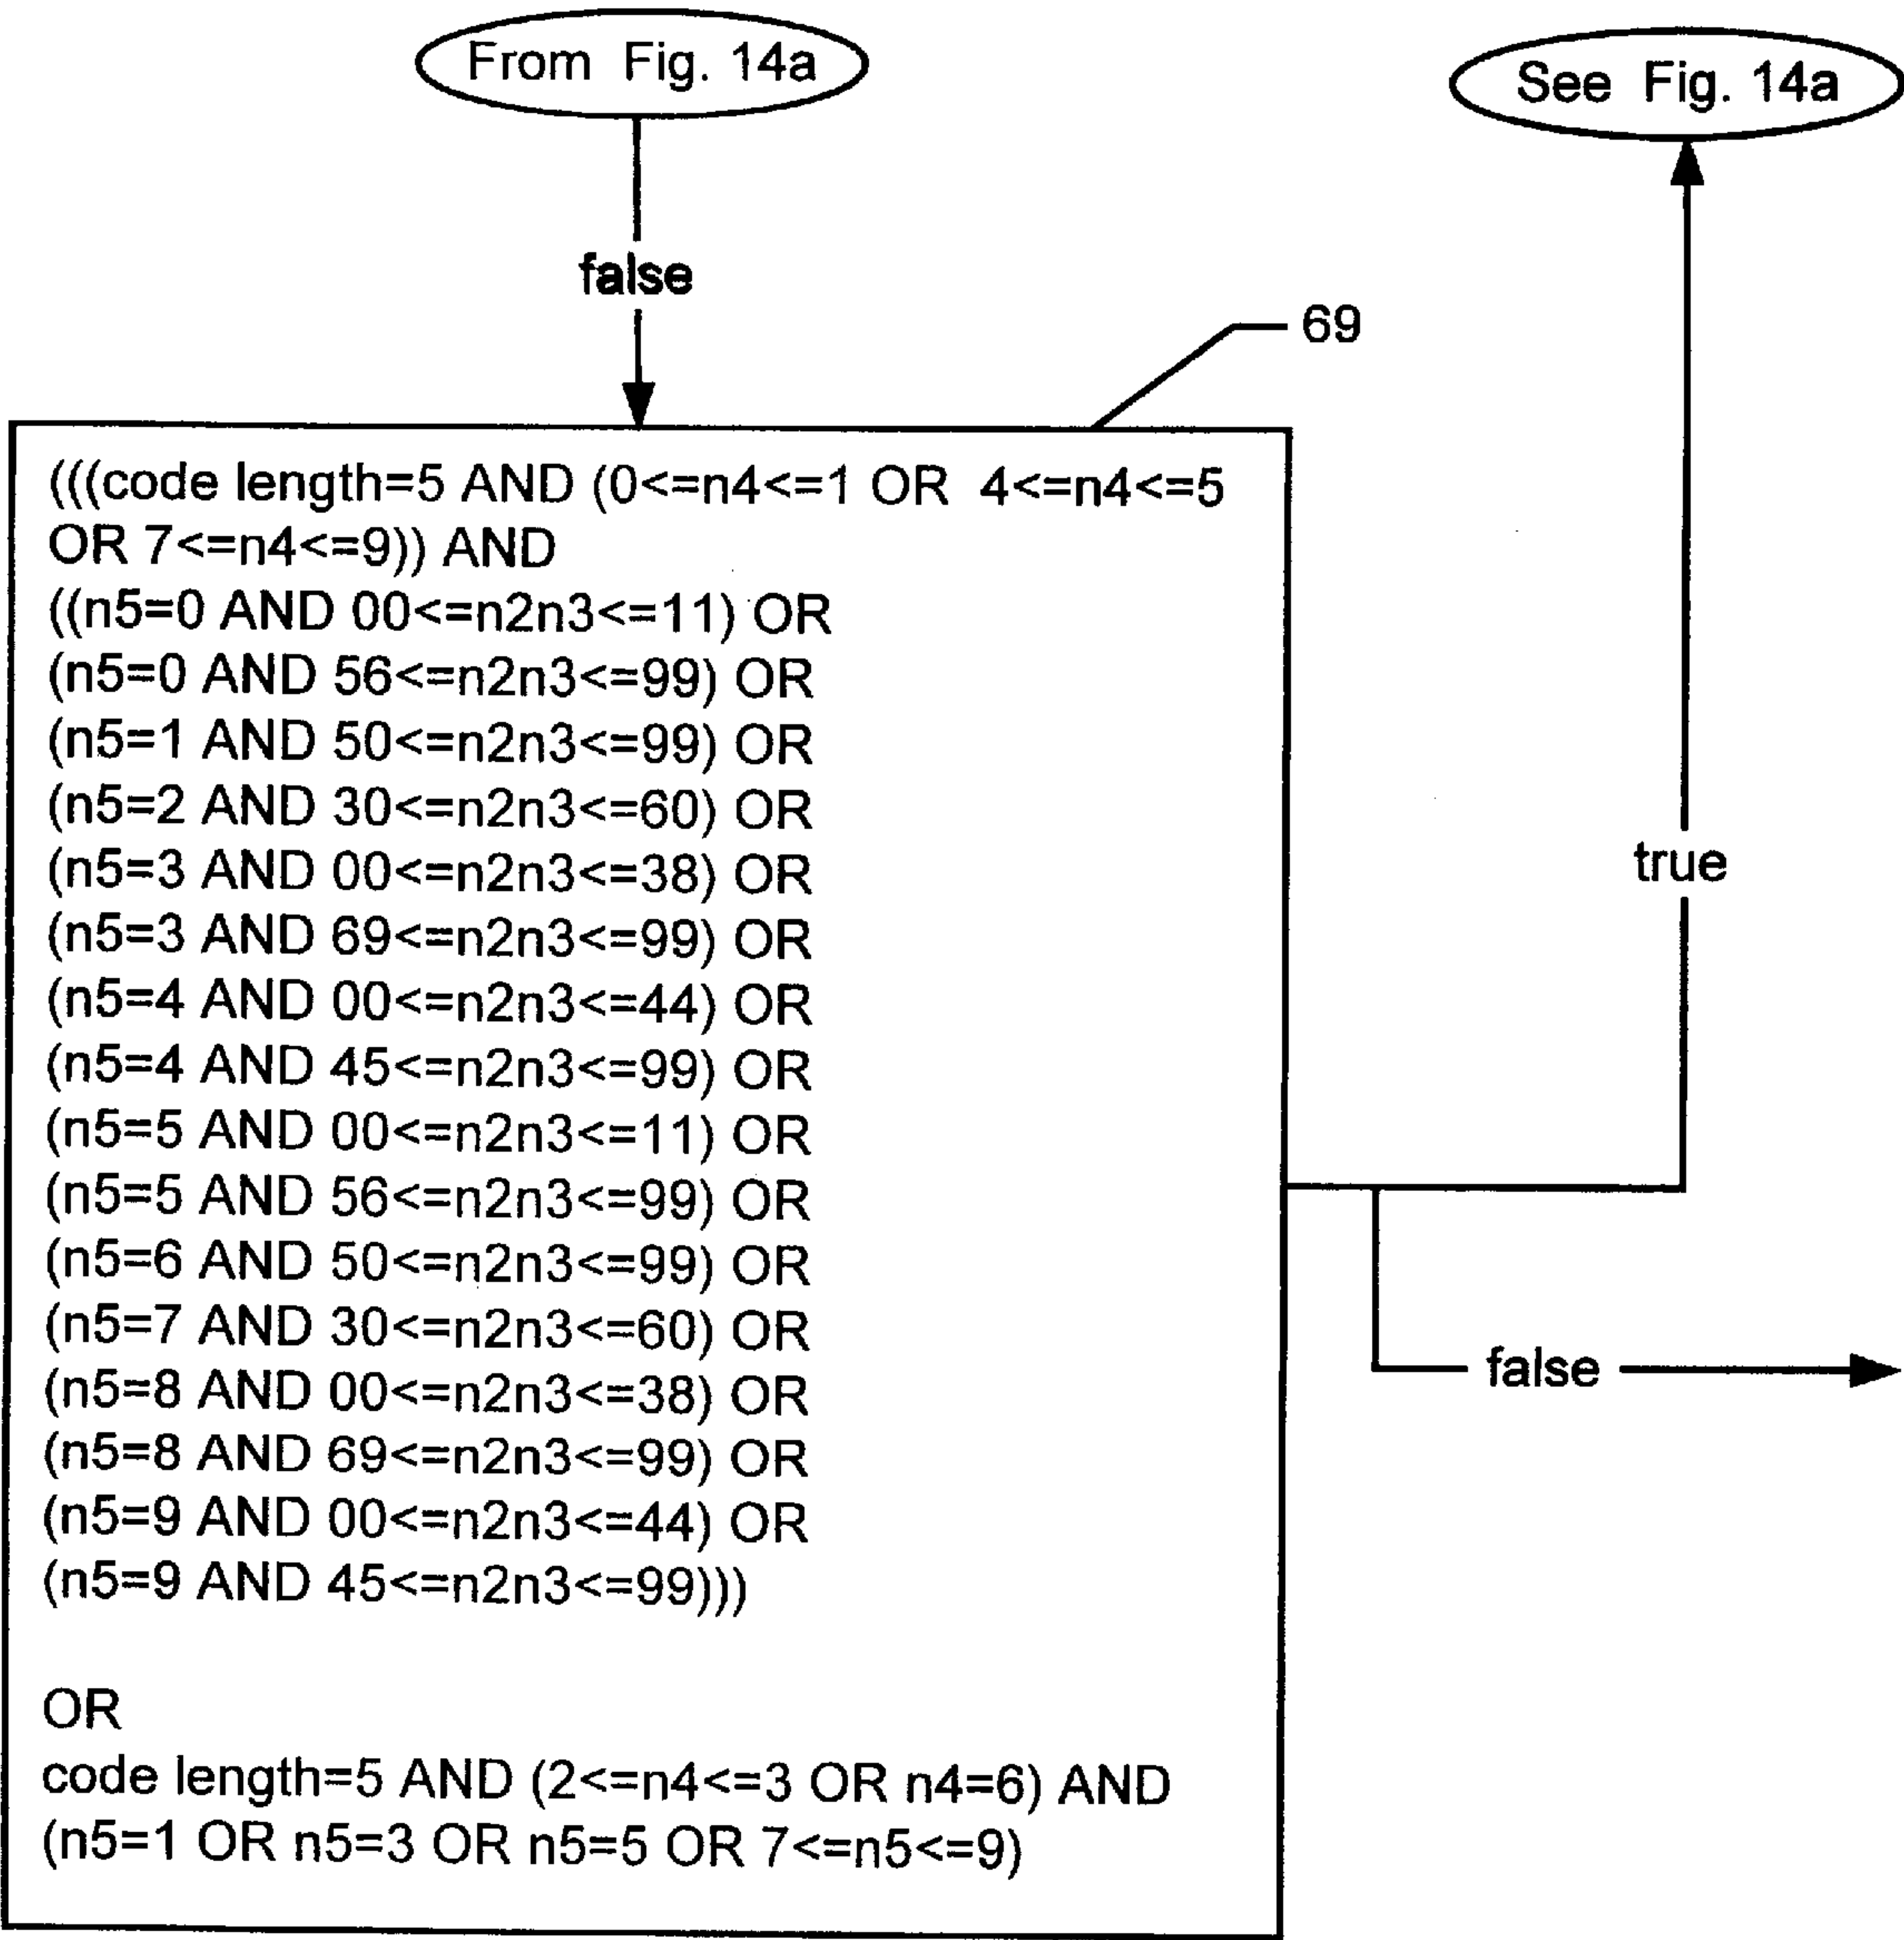 From Fig. 14a
See Fig. 14a
false
69
(((code length=5 AND (0<=n4<=1 OR 4<=n4<=5
OR 7<=n4<=9)) AND
((n5=0 AND 00<=n2n3<=11) OR
(n5=0 AND 56<=n2n3<=99) OR
(n5=1 AND 50<=n2n3<=99) OR
(n5=2 AND 30<=n2n3<=60) OR
(n5=3 AND 00<=n2n3<=38) OR
(n5=3 AND 69<=n2n3<=99) OR
(n5=4 AND 00<=n2n3<=44) OR
(n5=4 AND 45<=n2n3<=99) OR
(n5=5 AND 00<=n2n3<=11) OR
(n5=5 AND 56<=n2n3<=99) OR
(n5=6 AND 50<=n2n3<=99) OR
(n5=7 AND 30<=n2n3<=60) OR
(n5=8 AND 00<=n2n3<=38) OR
(n5=8 AND 69<=n2n3<=99) OR
(n5=9 AND 00<=n2n3<=44) OR
(n5=9 AND 45<=n2n3<=99)))
OR
code length=5 AND (2<=n4<=3 OR n4=6) AND
(n5=1 OR n5=3 OR n5=5 OR 7<=n5<=9)
true
false